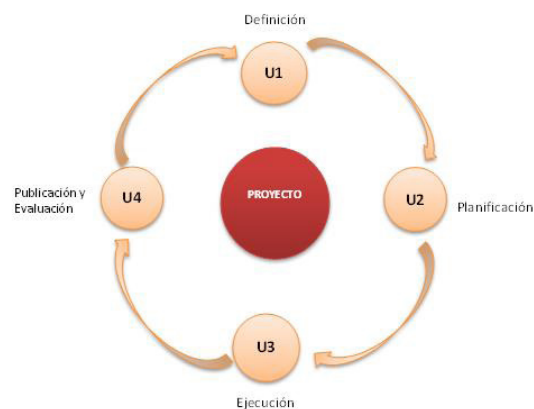 Definición
U1
PROYECTO
Publicación y
Evaluación
U4
U2
Planificación
U3
Ejecución